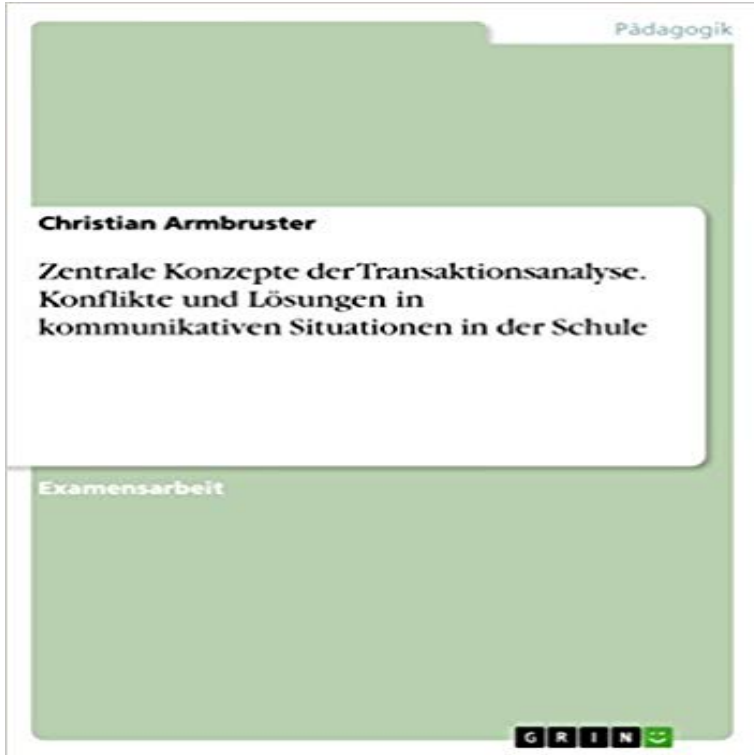 Pädagogik
Christian Armbruster
Zentrale Konzepte der Transaktionsanalyse.
Konflikte und Lösungen in
kommunikativen Situationen in der Schule
Examensarbeit
GRIN